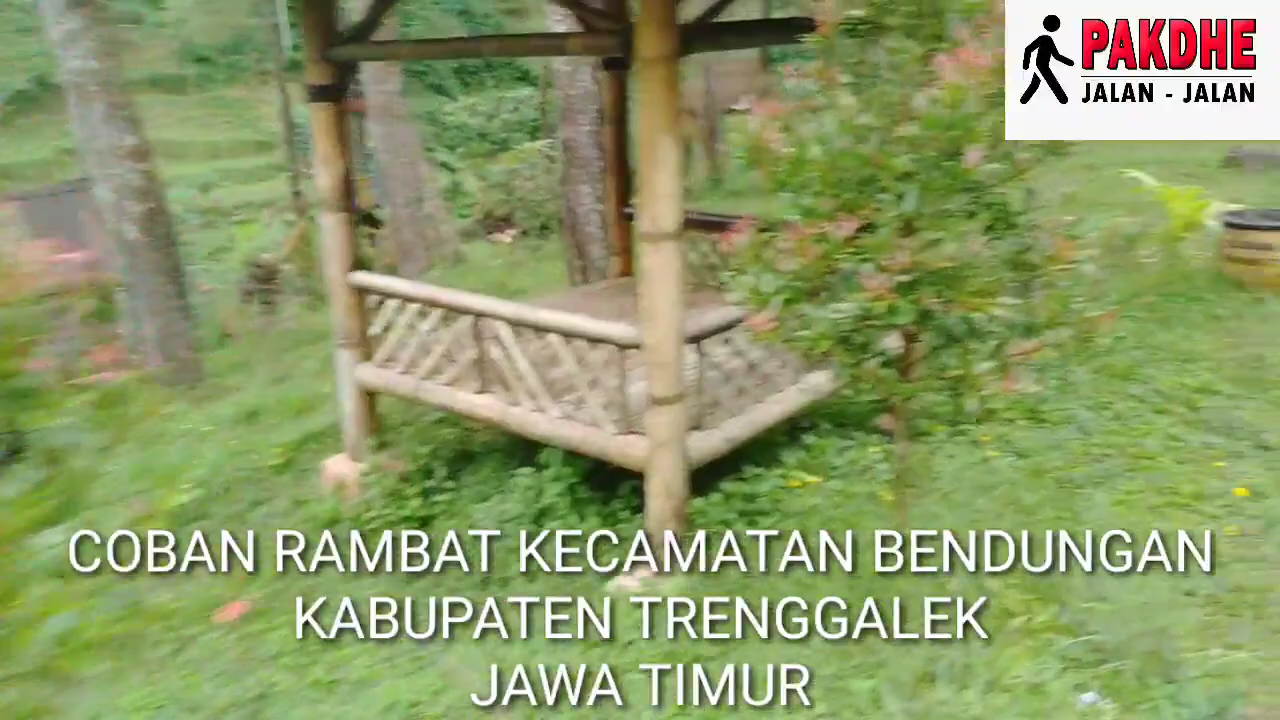 PAKDHE
JALAN - JALAN
COBAN RAMBAT KECAMATAN BENDUNGAN
KABUPATEN TRENGGALEK
JAWA TIMUR